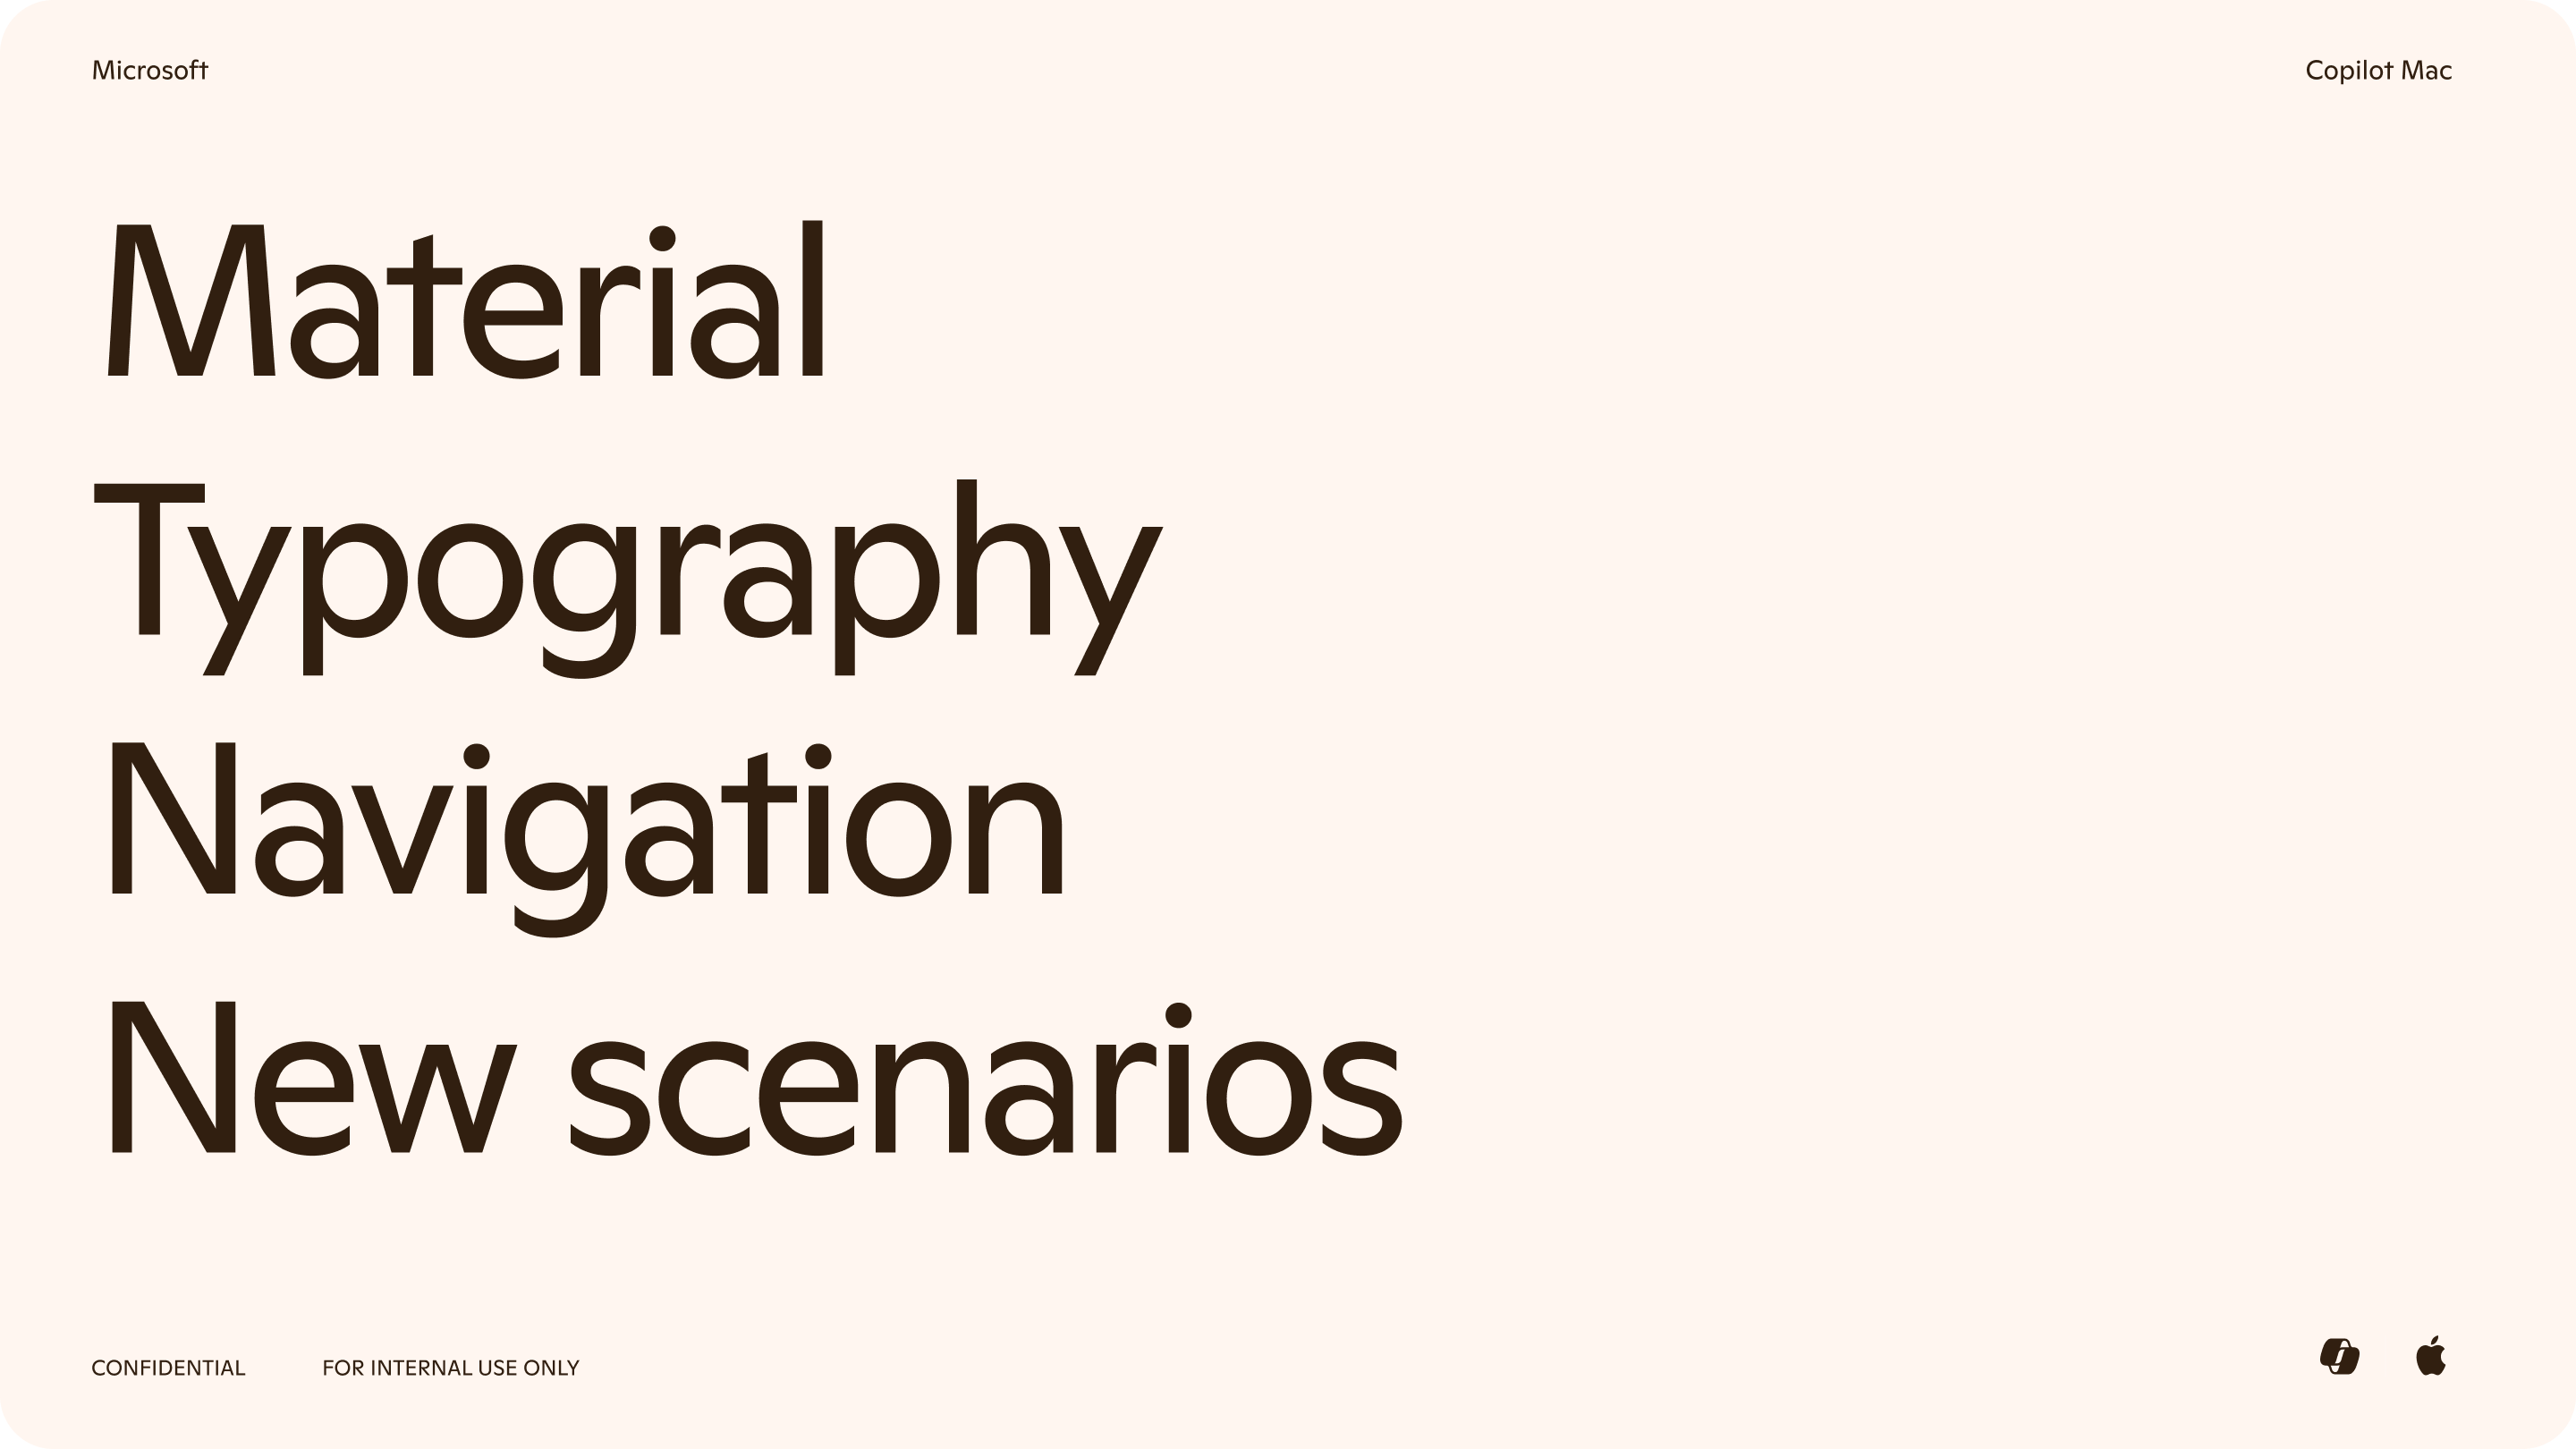 Microsoft
Copilot Mac
Material
Typography
Navigation
New scenarios
CONFIDENTIAL
FOR INTERNAL USE ONLY